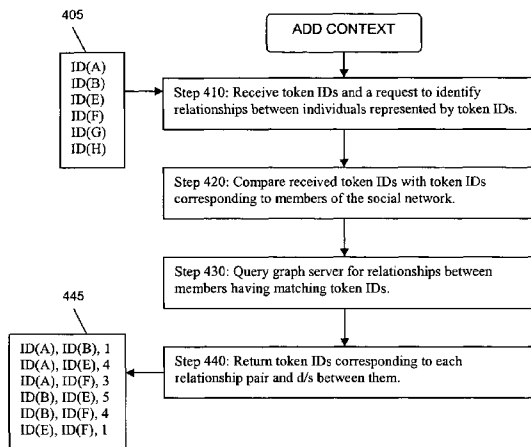 405
ADD CONTEXT
ID(A)
ID(B)
ID(E)
ID(F)
ID(G)
ID(H)
Step 410: Receive token IDs and a request to identify
relationships between individuals represented by token IDs.
Step 420: Compare received token IDs with token IDs
corresponding to members of the social network.
Step 430: Query graph server for relationships between
members having matching token IDs.
445
Step 440: Return token IDs corresponding to each
relationship pair and d/s between them.
ID(A), ID(B), 1
ID(A), ID(E), 4
ID(A), ID(F), 3
ID(B), ID(E), 5
ID(B), ID(F), 4
ID(E), ID(F), 1